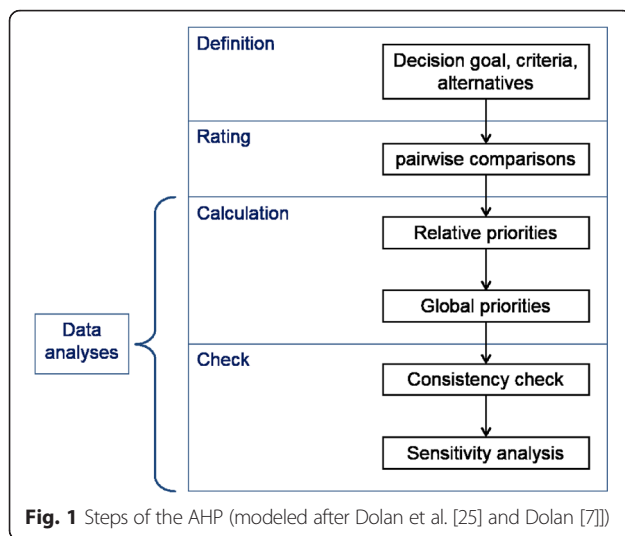 Definition
Decision goal, criteria,
alternatives
Rating
pairwise comparisons
Calculation
Relative priorities
Global priorities
Data
analyses
Check
Consistency check
Sensitivity analysis
Fig. 1 Steps of the AHP (modeled after Dolan et al. [25] and Dolan [7]])